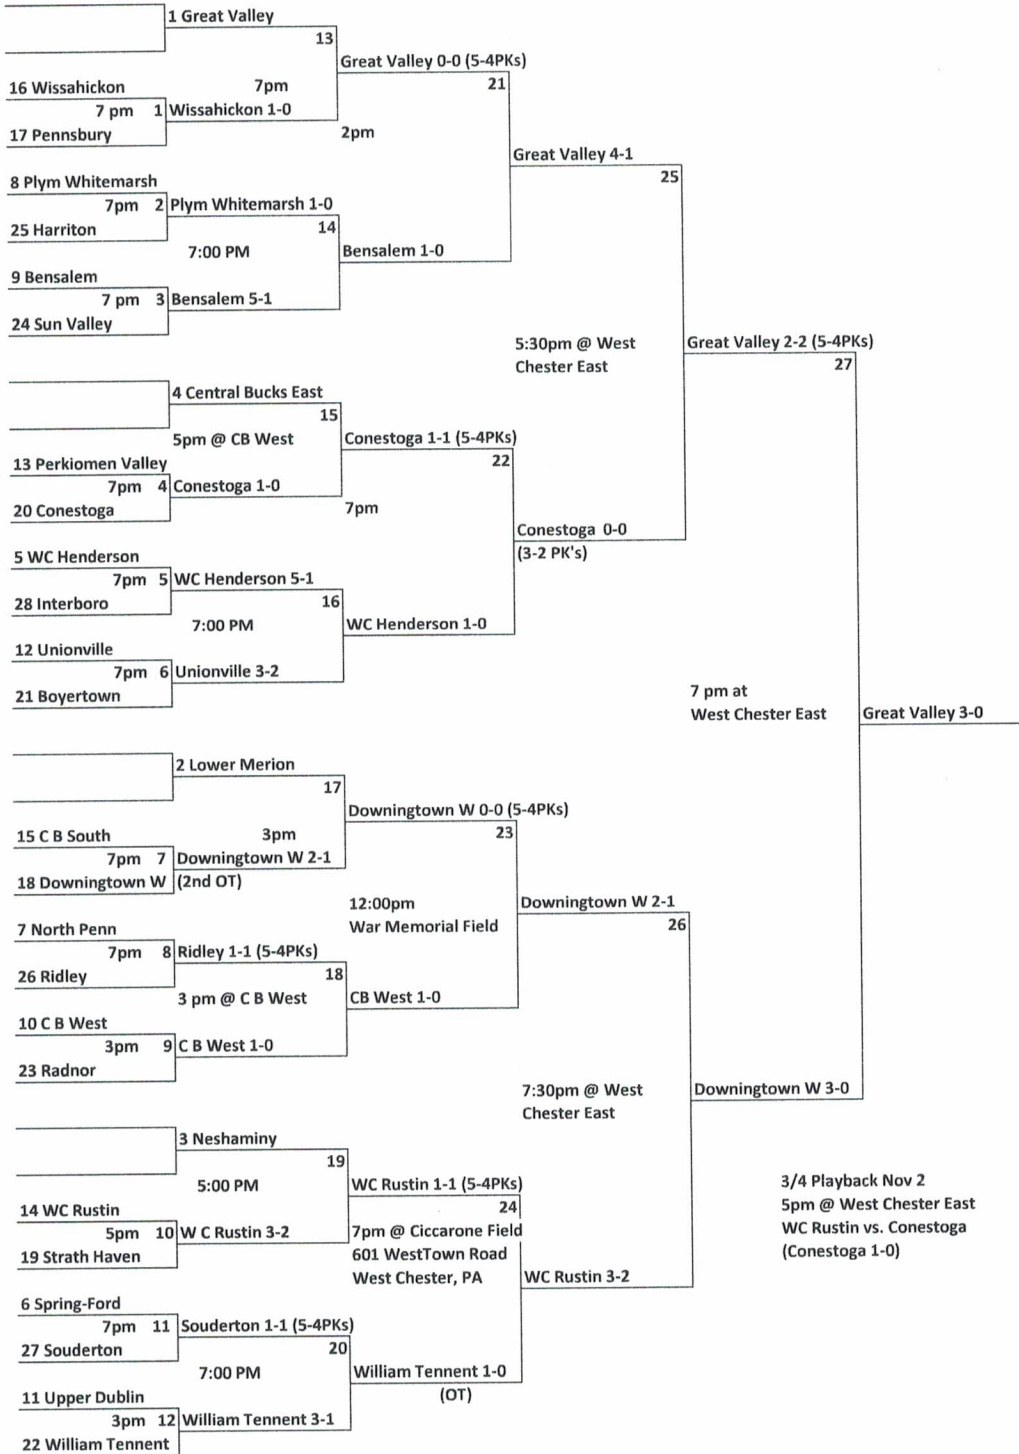 1 Great Valley
13
Great Valley 0-0 (5-4PKs)
21
16 Wissahickon
7pm
7 pm 1 Wissahickon 1-0
17 Pennsbury
2pm
Great Valley 4-1
25
8 Plym Whitemarsh
7pm 2 Plym Whitemarsh 1-0
14
25 Harriton
7:00 PM
Bensalem 1-0
9 Bensalem
7 pm 3 Bensalem 5-1
24 Sun Valley
5:30pm @ West
Chester East
Great Valley 2-2 (5-4PKs)
27
4 Central Bucks East
15
5pm @ CB West
Conestoga 1-1 (5-4PKs)
22
13 Perkiomen Valley
7pm 4 Conestoga 1-0
20 Conestoga
7pm
Conestoga 0-0
(3-2 PK's)
5 WC Henderson
7pm 5 WC Henderson 5-1
16
28 Interboro
7:00 PM
WC Henderson 1-0
12 Unionville
7pm 6 Unionville 3-2
21 Boyertown
7 pm at
West Chester East
Great Valley 3-0
2 Lower Merion
17
Downingtown W 0-0 (5-4PKs)
23
15 C B South
3pm
7pm 7 Downingtown W 2-1
18 Downingtown W (2nd OT)
12:00pm
War Memorial Field
Downingtown W 2-1
26
7 North Penn
7pm 8 Ridley 1-1 (5-4PKs)
18
26 Ridley
3 pm @ C B West
CB West 1-0
10 C B West
3pm 9 C B West 1-0
23 Radnor
7:30pm @ West
Chester East
Downingtown W 3-0
3 Neshaminy
19
5:00 PM
WC Rustin 1-1 (5-4PKs)
24
14 WC Rustin
5pm 10 W C Rustin 3-2
19 Strath Haven
7pm @ Ciccarone Field
601 WestTown Road
West Chester, PA
WC Rustin 3-2
3/4 Playback Nov 2
5pm @ West Chester East
WC Rustin vs. Conestoga
(Conestoga 1-0)
6 Spring-Ford
7pm 11 Souderton 1-1 (5-4PKs)
20
27 Souderton
7:00 PM
William Tennent 1-0
(OT)
11 Upper Dublin
3pm 12 William Tennent 3-1
22 William Tennent